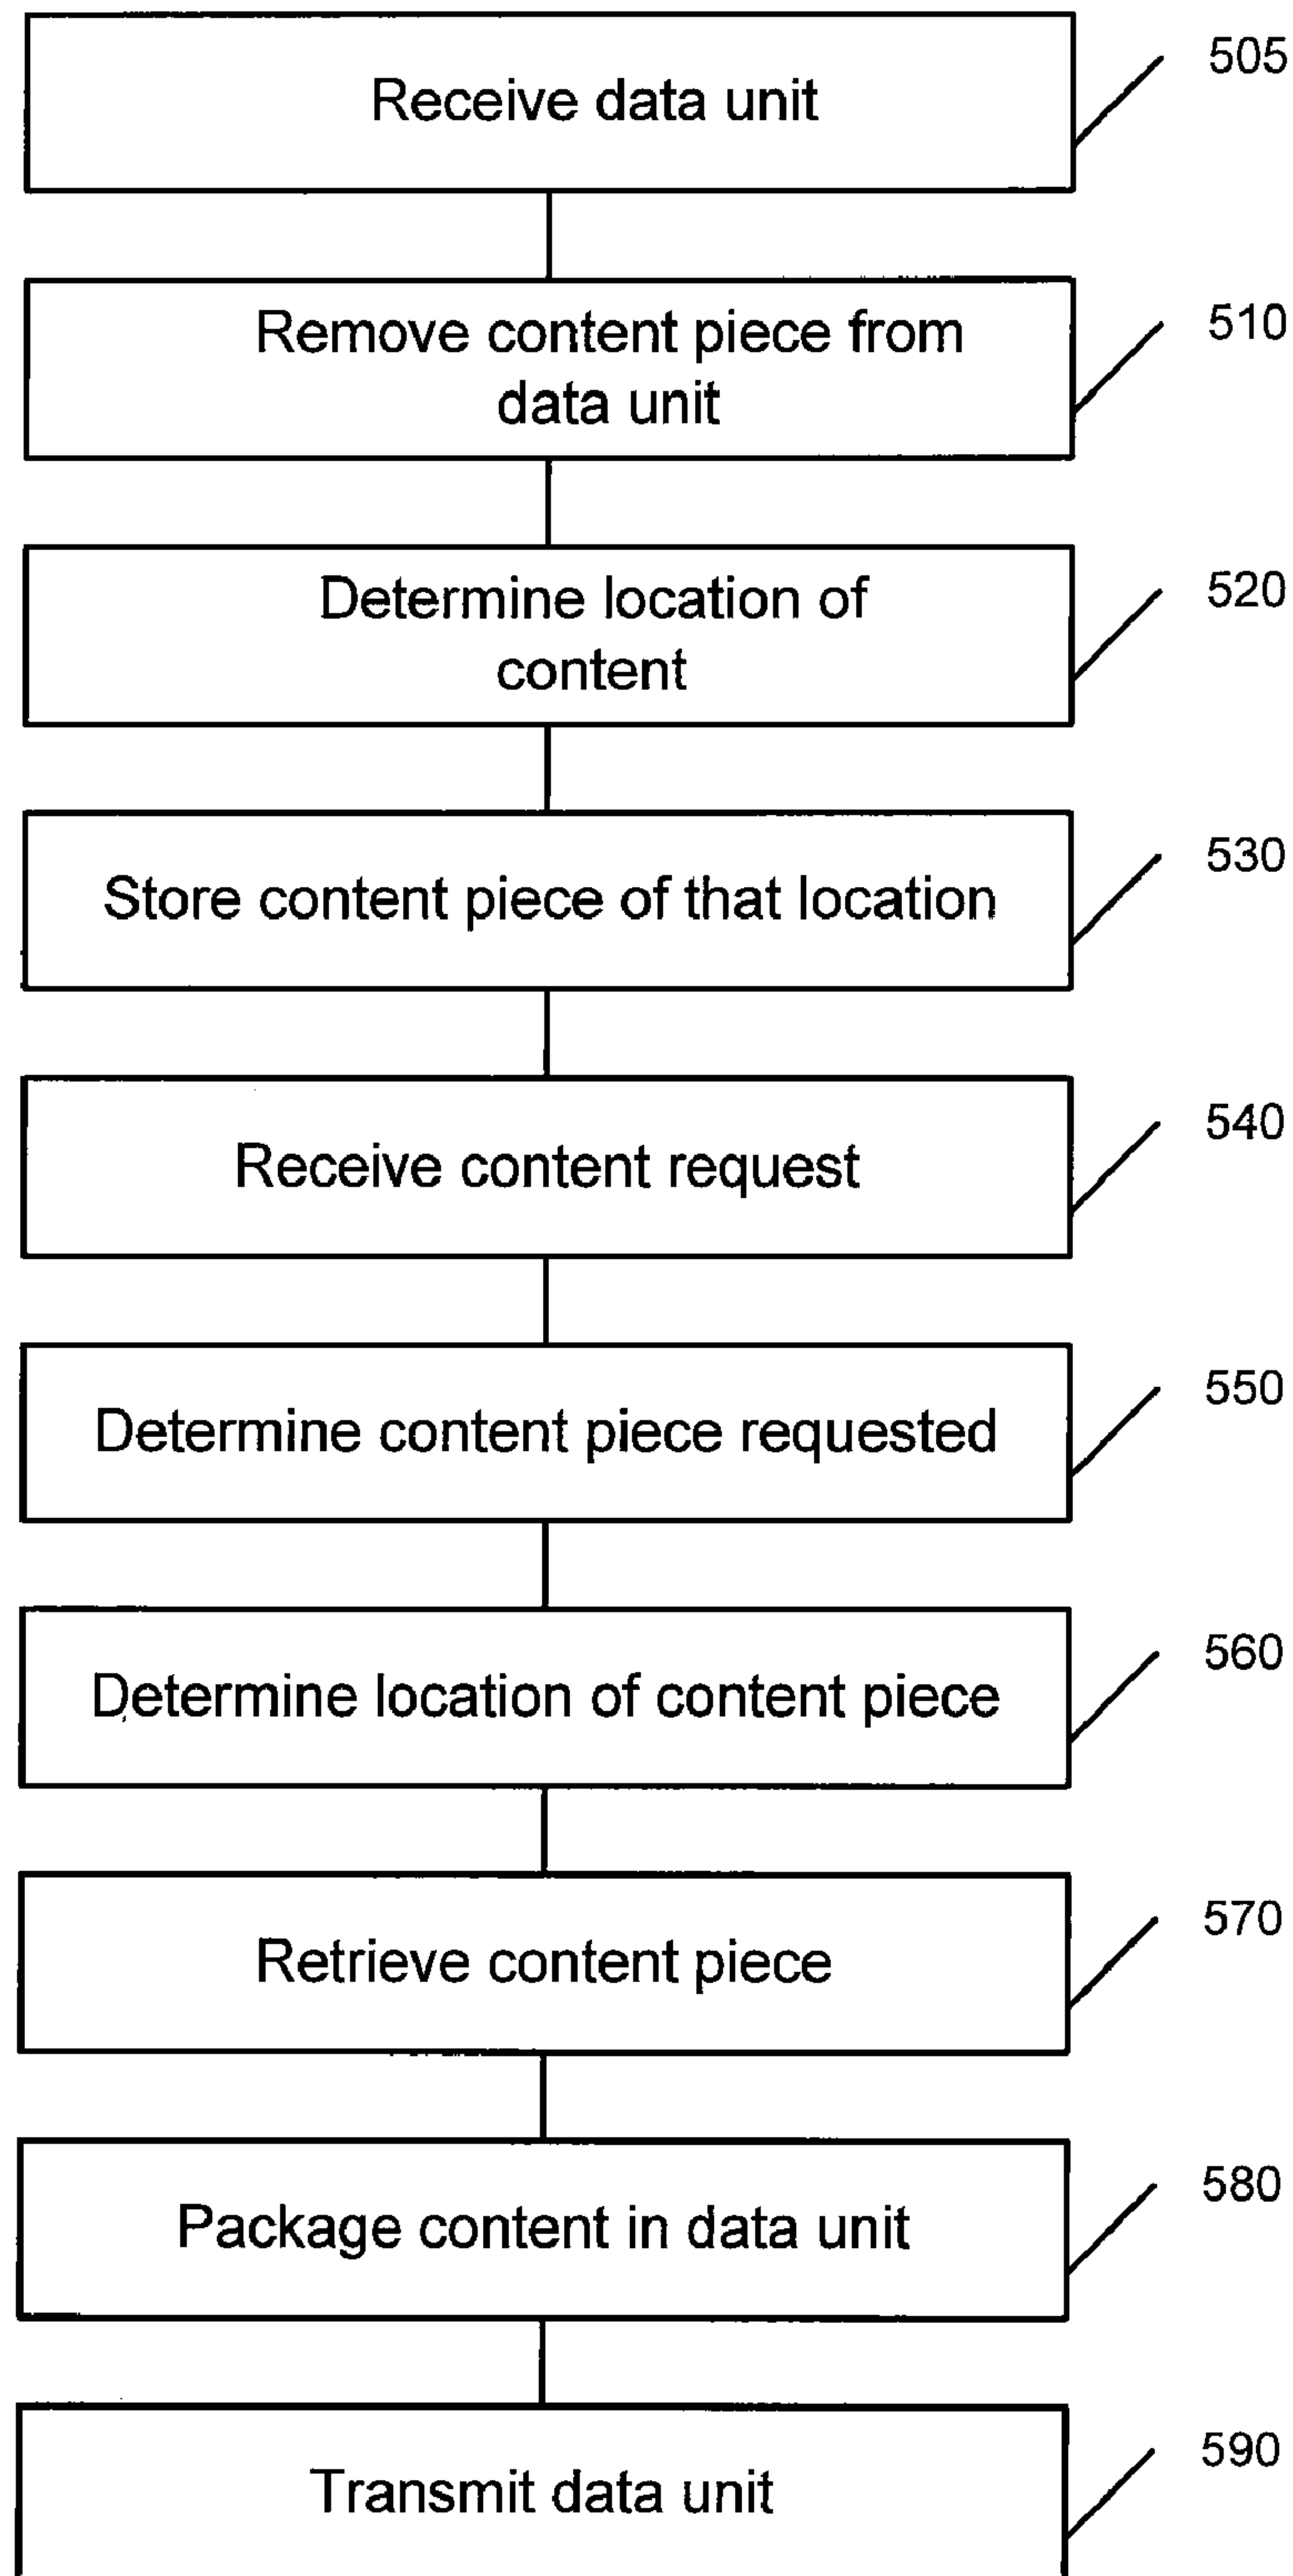 Receive data unit
505
Remove content piece from
data unit
510
Determine location of
content
520
Store content piece of that location
530
Receive content request
540
Determine content piece requested
550
Determine location of content piece
560
Retrieve content piece
570
Package content in data unit
580
Transmit data unit
590